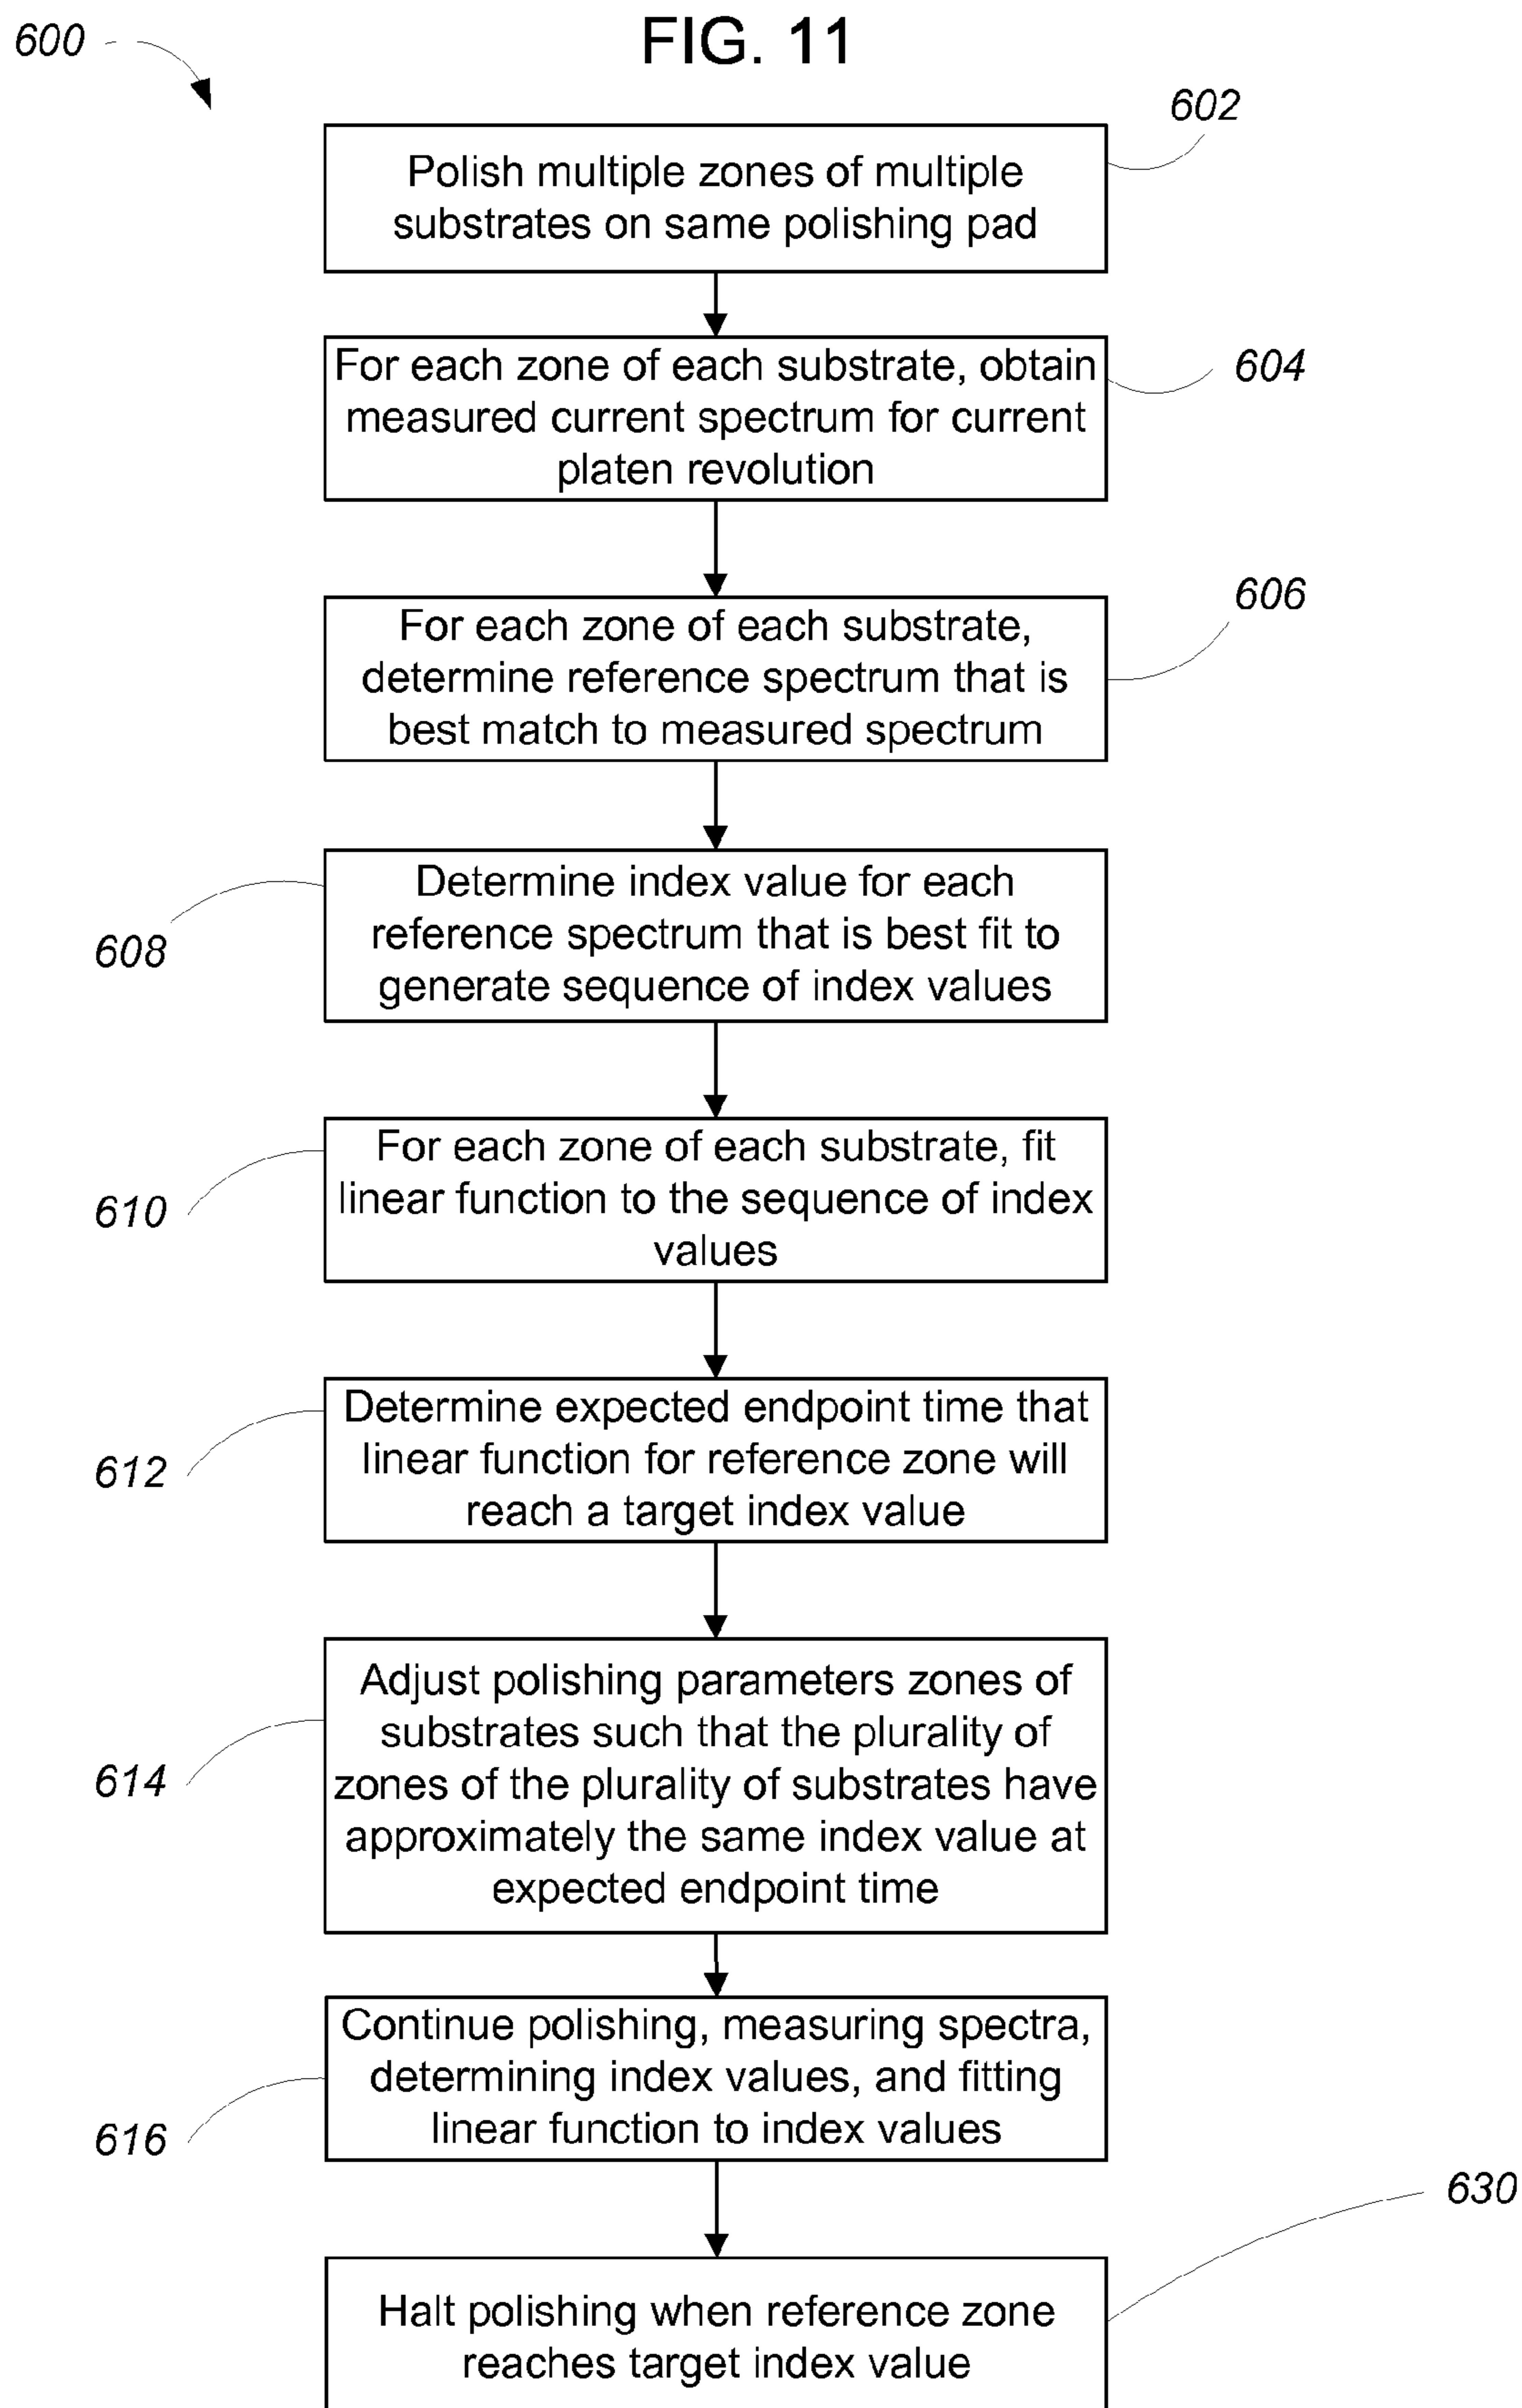 FIG. 11
600
602
Polish multiple zones of multiple
substrates on same polishing pad
604
For each zone of each substrate, obtain
measured current spectrum for current
platen revolution
606
For each zone of each substrate,
determine reference spectrum that is
best match to measured spectrum
608
Determine index value for each
reference spectrum that is best fit to
generate sequence of index values
610
For each zone of each substrate, fit
linear function to the sequence of index
values
612
Determine expected endpoint time that
linear function for reference zone will
reach a target index value
614
Adjust polishing parameters zones of
substrates such that the plurality of
zones of the plurality of substrates have
approximately the same index value at
expected endpoint time
616
Continue polishing, measuring spectra,
determining index values, and fitting
linear function to index values
630
Halt polishing when reference zone
reaches target index value